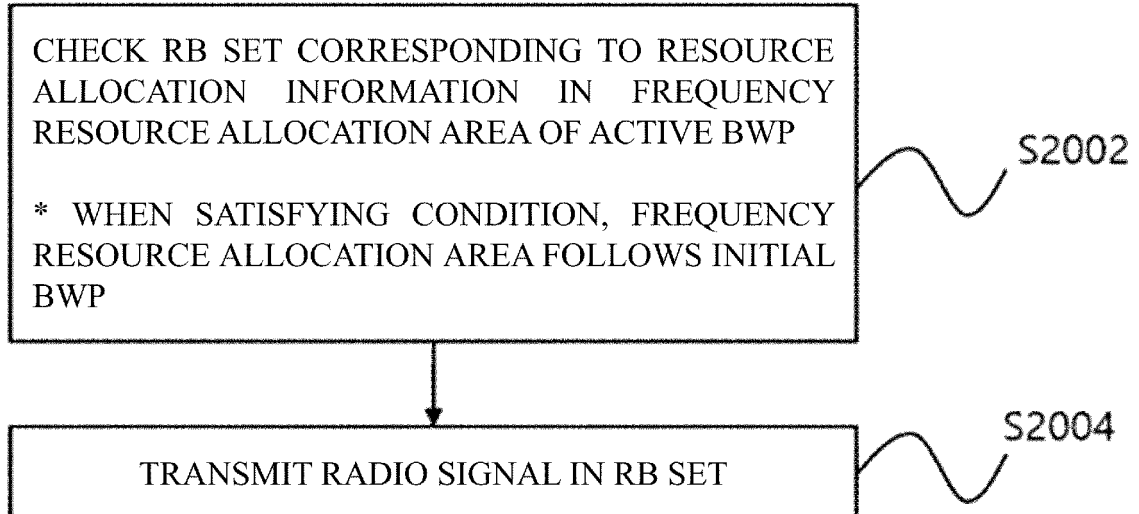 CHECK RB SET CORRESPONDING TO RESOURCE
ALLOCATION INFORMATION IN FREQUENCY
RESOURCE ALLOCATION AREA OF ACTIVE BWP
S2002
* WHEN SATISFYING CONDITION, FREQUENCY
RESOURCE ALLOCATION AREA FOLLOWS INITIAL
BWP
S2004
TRANSMIT RADIO SIGNAL IN RB SET